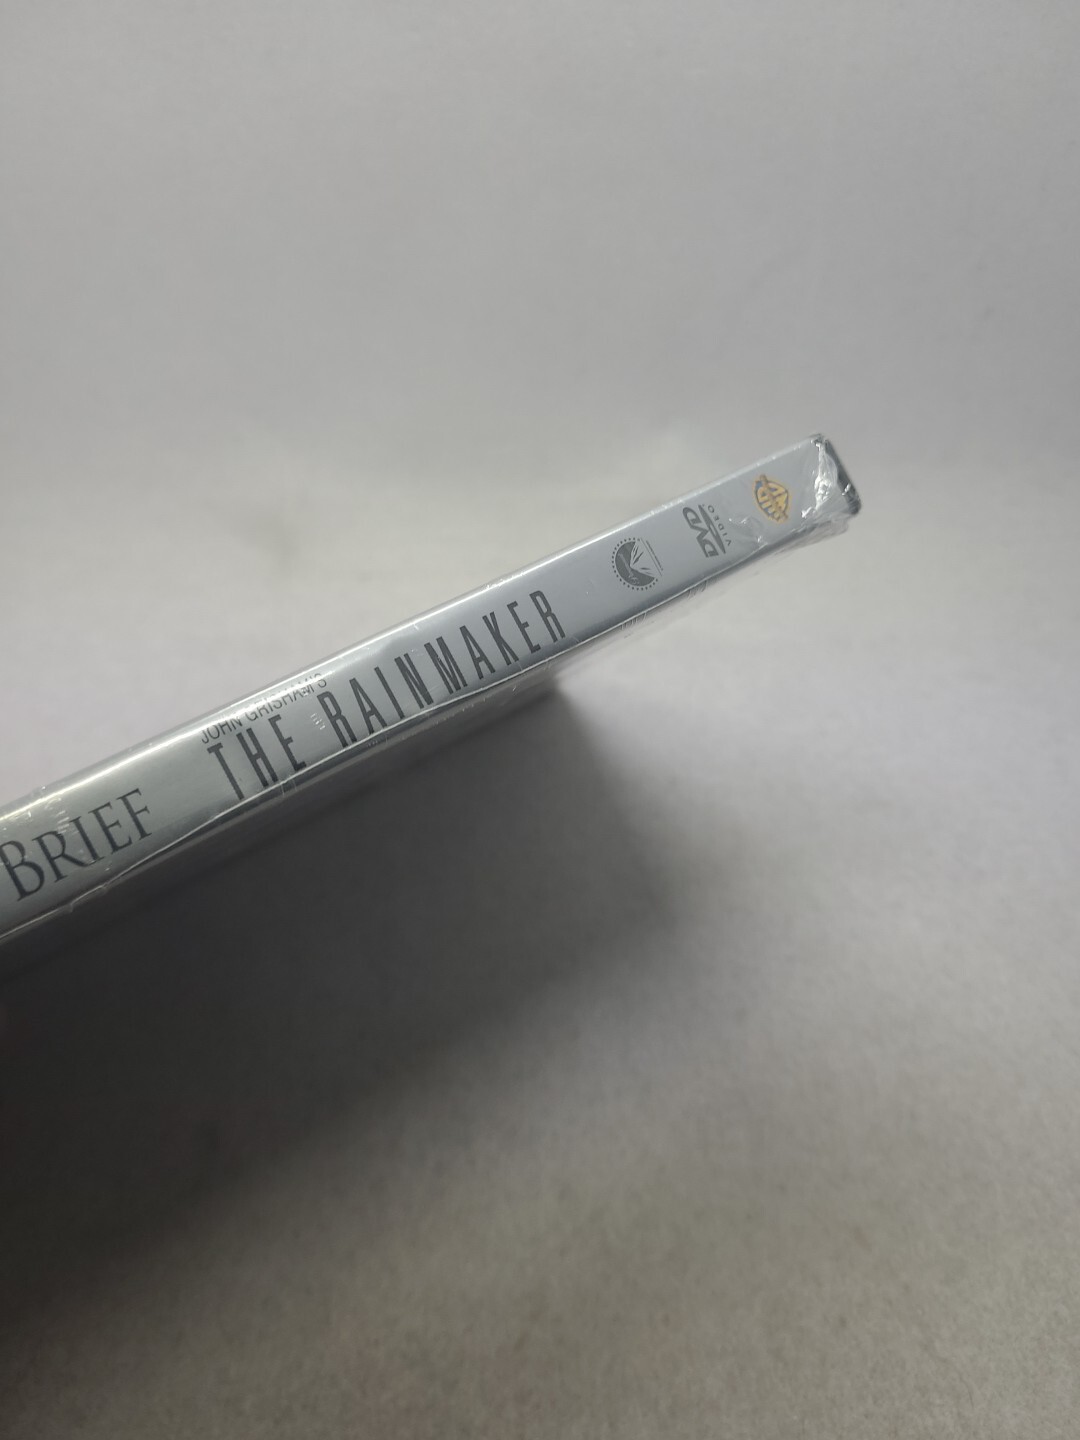 BRIEF
JOHN GRISHAM'S
THE RAINMAKER
DVD
VIDEO